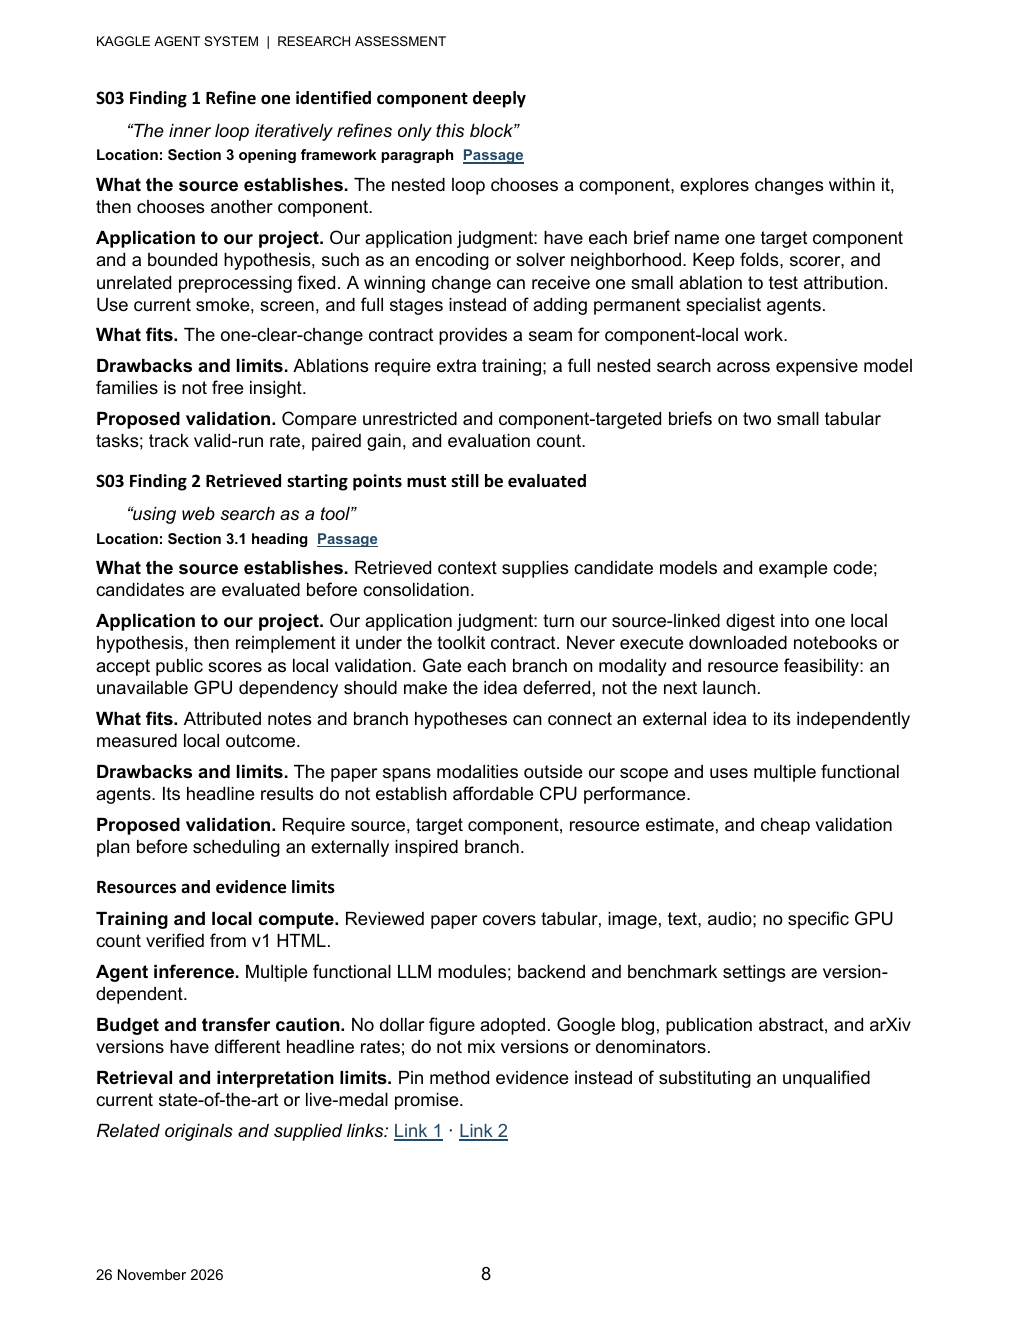 KAGGLE AGENT SYSTEM | RESEARCH ASSESSMENT
S03 Finding 1 Refine one identified component deeply
“The inner loop iteratively refines only this block”
Location: Section 3 opening framework paragraph Passage
What the source establishes. The nested loop chooses a component, explores changes within it,
then chooses another component.
Application to our project. Our application judgment: have each brief name one target component
and a bounded hypothesis, such as an encoding or solver neighborhood. Keep folds, scorer, and
unrelated preprocessing fixed. A winning change can receive one small ablation to test attribution.
Use current smoke, screen, and full stages instead of adding permanent specialist agents.
What fits. The one-clear-change contract provides a seam for component-local work.
Drawbacks and limits. Ablations require extra training; a full nested search across expensive model
families is not free insight.
Proposed validation. Compare unrestricted and component-targeted briefs on two small tabular
tasks; track valid-run rate, paired gain, and evaluation count.
S03 Finding 2 Retrieved starting points must still be evaluated
“using web search as a tool”
Location: Section 3.1 heading Passage
What the source establishes. Retrieved context supplies candidate models and example code;
candidates are evaluated before consolidation.
Application to our project. Our application judgment: turn our source-linked digest into one local
hypothesis, then reimplement it under the toolkit contract. Never execute downloaded notebooks or
accept public scores as local validation. Gate each branch on modality and resource feasibility: an
unavailable GPU dependency should make the idea deferred, not the next launch.
What fits. Attributed notes and branch hypotheses can connect an external idea to its independently
measured local outcome.
Drawbacks and limits. The paper spans modalities outside our scope and uses multiple functional
agents. Its headline results do not establish affordable CPU performance.
Proposed validation. Require source, target component, resource estimate, and cheap validation
plan before scheduling an externally inspired branch.
Resources and evidence limits
Training and local compute. Reviewed paper covers tabular, image, text, audio; no specific GPU
count verified from v1 HTML.
Agent inference. Multiple functional LLM modules; backend and benchmark settings are version-
dependent.
Budget and transfer caution. No dollar figure adopted. Google blog, publication abstract, and arXiv
versions have different headline rates; do not mix versions or denominators.
Retrieval and interpretation limits. Pin method evidence instead of substituting an unqualified
current state-of-the-art or live-medal promise.
Related originals and supplied links: Link 1 · Link 2
26 November 2026 8